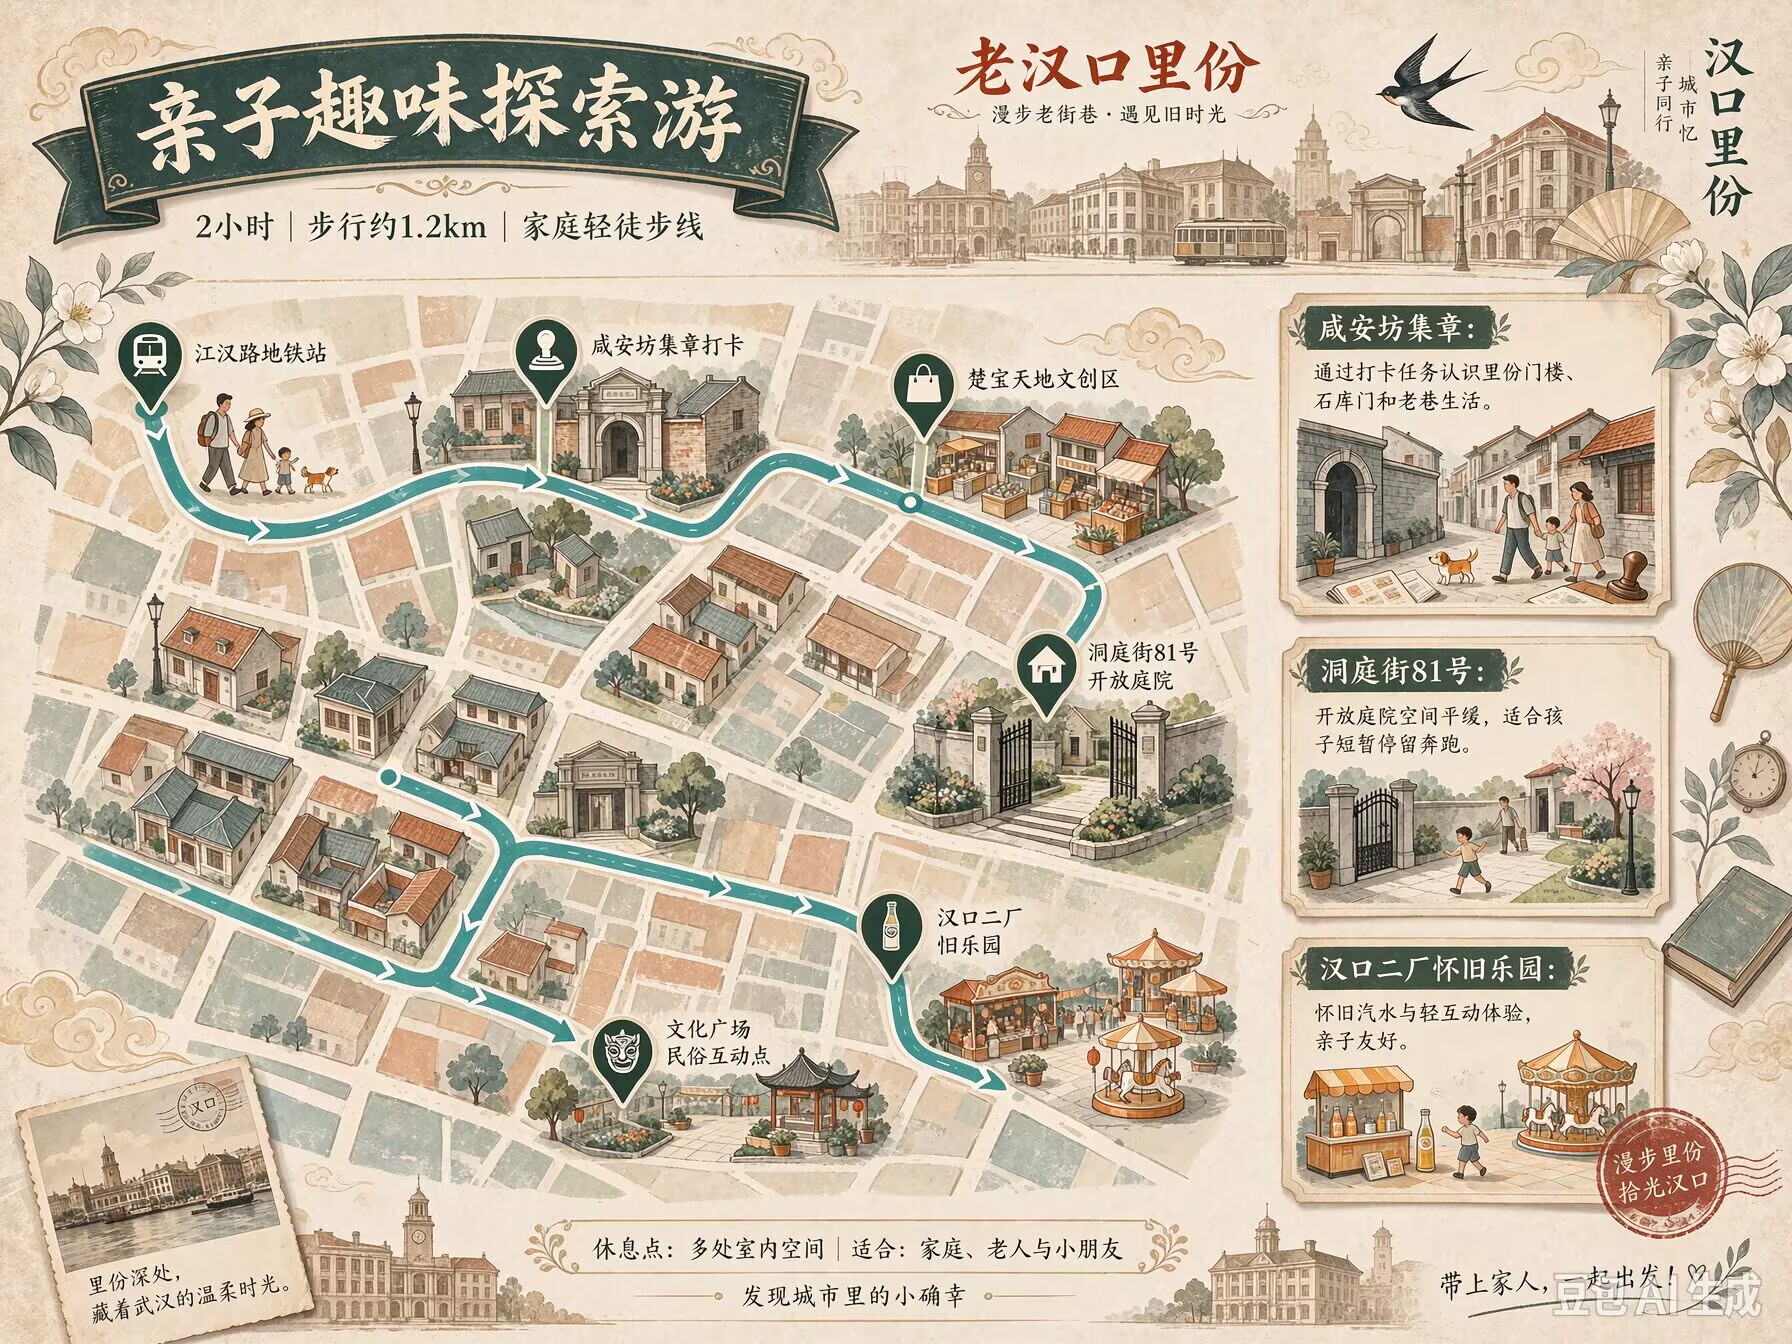 亲子趣味探索游
2小时｜步行约1.2km｜家庭轻徒步线
老汉口里份
漫步老街巷·遇见旧时光
汉口里份
城市忆
亲子同行
江汉路地铁站
咸安坊集章打卡
楚宝天地文创区
洞庭街81号
开放庭院
汉口二厂
怀旧乐园
文化广场
民俗互动点
咸安坊集章：
通过打卡任务认识里份门楼、
石库门和老巷生活。
洞庭街81号：
开放庭院空间平缓，适合孩
子短暂停留奔跑。
汉口二厂怀旧乐园：
怀旧汽水与轻互动体验，
亲子友好。
漫步里份
拾光汉口
汉口
里份深处，
藏着武汉的温柔时光。
休息点：多处室内空间｜适合：家庭、老人与小朋友
发现城市里的小确幸
带上家人，一起出发！
豆包AI生成